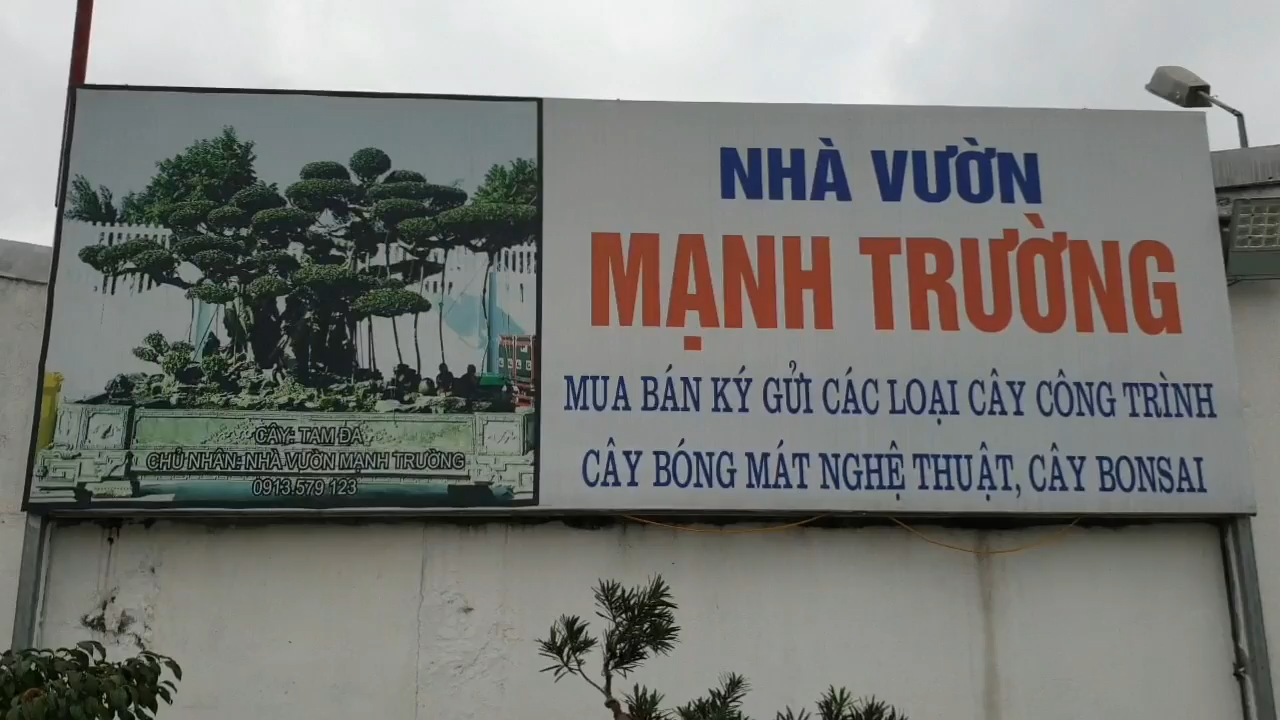 NHÀ VƯỜN
MẠNH TRƯỜNG
MUA BÁN KÝ GỬI CÁC LOẠI CÂY CÔNG TRÌNH
CÂY BÓNG MÁT NGHỆ THUẬT, CÂY BONSAI
CÂY: TAM ĐA
CHỦ NHÂN: NHÀ VƯỜN MẠNH TRƯỜNG
0913.579 123